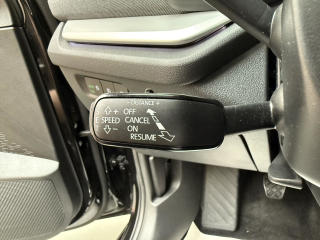 - DISTANCE +
+ OFF
E SPEED CANCEL
- ON
RESUME